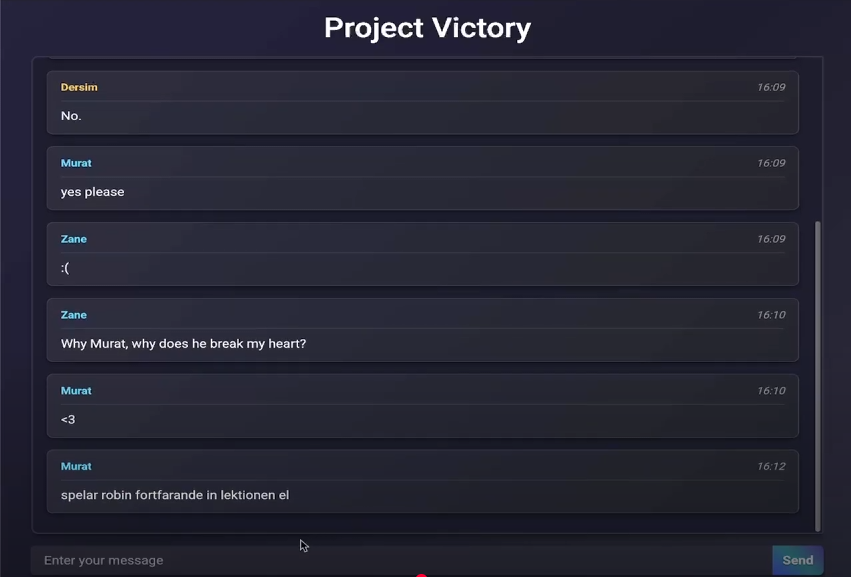 Project Victory
Dersim 16:09
No.
Murat 16:09
yes please
Zane 16:09
:(
Zane 16:10
Why Murat, why does he break my heart?
Murat 16:10
<3
Murat 16:12
spelar robin fortfarande in lektionen el
Enter your message Send